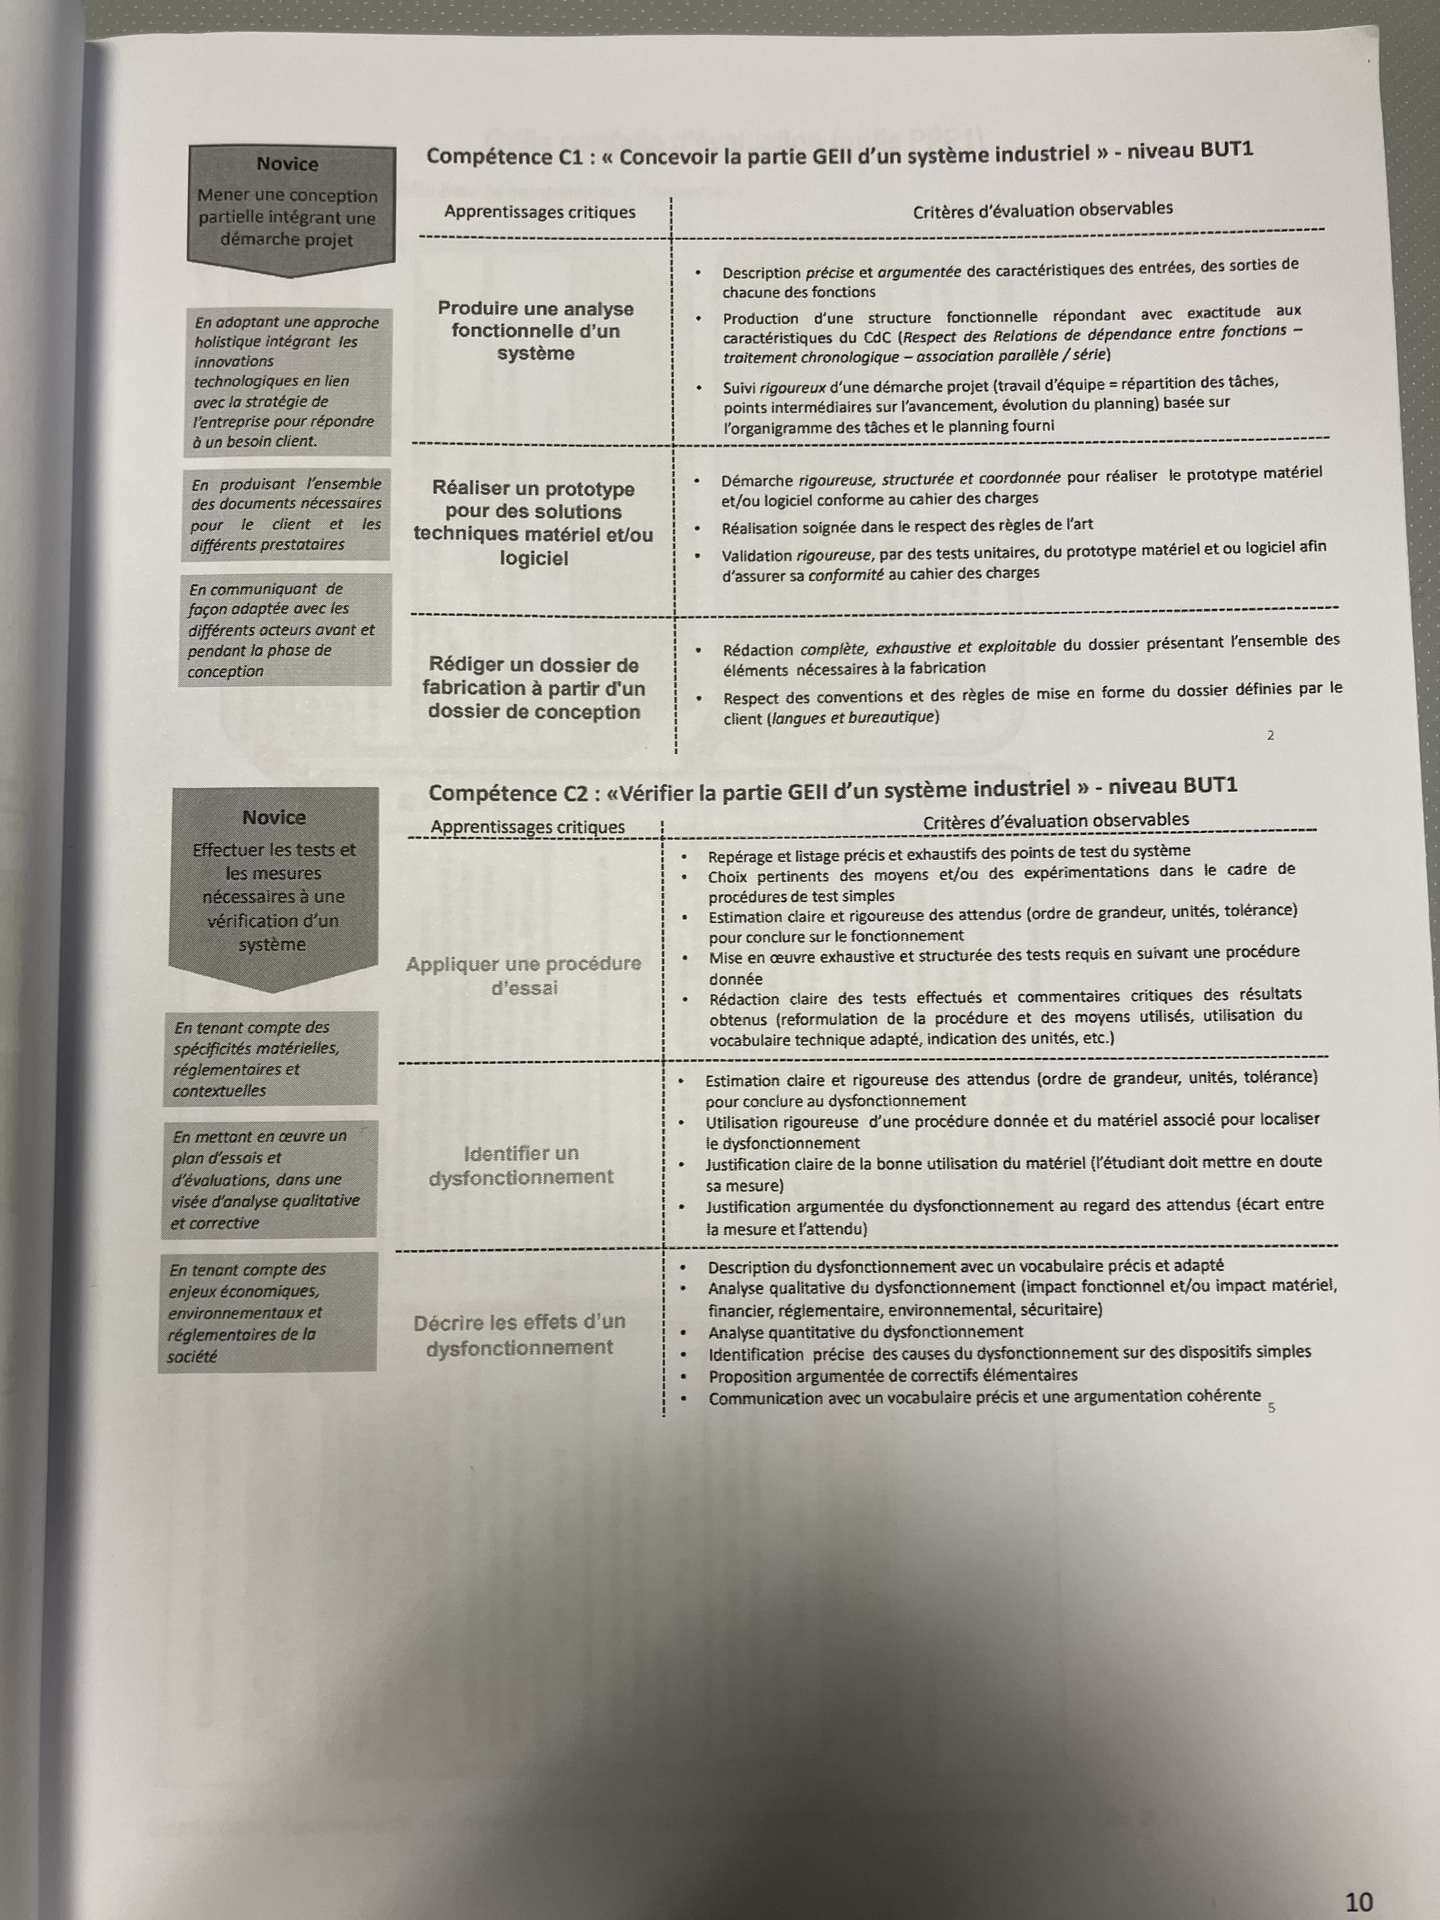 Novice
Mener une conception
partielle intégrant une
démarche projet
En adoptant une approche
holistique intégrant les
innovations
technologiques en lien
avec la stratégie de
l'entreprise pour répondre
à un besoin client.
En produisant l'ensemble
des documents nécessaires
pour le client et les
différents prestataires
En communiquant de
façon adaptée avec les
différents acteurs avant et
pendant la phase de
conception
Compétence C1 : « Concevoir la partie GEII d'un système industriel » - niveau BUT1
Apprentissages critiques
Critères d'évaluation observables
Produire une analyse
fonctionnelle d'un
système
• Description précise et argumentée des caractéristiques des entrées, des sorties de
chacune des fonctions
• Production d'une structure fonctionnelle répondant avec exactitude aux
caractéristiques du CdC (Respect des Relations de dépendance entre fonctions –
traitement chronologique – association parallèle / série)
• Suivi rigoureux d'une démarche projet (travail d'équipe = répartition des tâches,
points intermédiaires sur l'avancement, évolution du planning) basée sur
l'organigramme des tâches et le planning fourni
Réaliser un prototype
pour des solutions
techniques matériel et/ou
logiciel
• Démarche rigoureuse, structurée et coordonnée pour réaliser le prototype matériel
et/ou logiciel conforme au cahier des charges
• Réalisation soignée dans le respect des règles de l'art
• Validation rigoureuse, par des tests unitaires, du prototype matériel et ou logiciel afin
d'assurer sa conformité au cahier des charges
Rédiger un dossier de
fabrication à partir d'un
dossier de conception
• Rédaction complète, exhaustive et exploitable du dossier présentant l'ensemble des
éléments nécessaires à la fabrication
• Respect des conventions et des règles de mise en forme du dossier définies par le
client (langues et bureautique)
2
Novice
Effectuer les tests et
les mesures
nécessaires à une
vérification d'un
système
En tenant compte des
spécificités matérielles,
réglementaires et
contextuelles
En mettant en œuvre un
plan d'essais et
d'évaluations, dans une
visée d'analyse qualitative
et corrective
En tenant compte des
enjeux économiques,
environnementaux et
réglementaires de la
société
Compétence C2 : «Vérifier la partie GEII d'un système industriel » - niveau BUT1
Apprentissages critiques
Critères d'évaluation observables
Appliquer une procédure
d'essai
• Repérage et listage précis et exhaustifs des points de test du système
• Choix pertinents des moyens et/ou des expérimentations dans le cadre de
procédures de test simples
• Estimation claire et rigoureuse des attendus (ordre de grandeur, unités, tolérance)
pour conclure sur le fonctionnement
• Mise en œuvre exhaustive et structurée des tests requis en suivant une procédure
donnée
• Rédaction claire des tests effectués et commentaires critiques des résultats
obtenus (reformulation de la procédure et des moyens utilisés, utilisation du
vocabulaire technique adapté, indication des unités, etc.)
Identifier un
dysfonctionnement
• Estimation claire et rigoureuse des attendus (ordre de grandeur, unités, tolérance)
pour conclure au dysfonctionnement
• Utilisation rigoureuse d'une procédure donnée et du matériel associé pour localiser
le dysfonctionnement
• Justification claire de la bonne utilisation du matériel (l'étudiant doit mettre en doute
sa mesure)
• Justification argumentée du dysfonctionnement au regard des attendus (écart entre
la mesure et l'attendu)
Décrire les effets d'un
dysfonctionnement
• Description du dysfonctionnement avec un vocabulaire précis et adapté
• Analyse qualitative du dysfonctionnement (impact fonctionnel et/ou impact matériel,
financier, réglementaire, environnemental, sécuritaire)
• Analyse quantitative du dysfonctionnement
• Identification précise des causes du dysfonctionnement sur des dispositifs simples
• Proposition argumentée de correctifs élémentaires
• Communication avec un vocabulaire précis et une argumentation cohérente
5
10